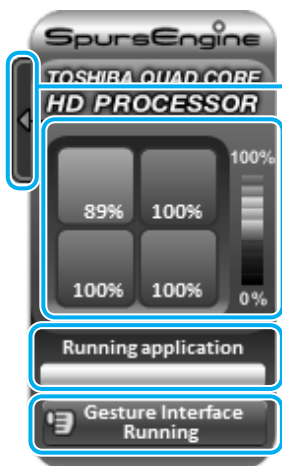 SpursEngine
TOSHIBA QUAD CORE
HD PROCESSOR
100%
89% 100%
100% 100%
0%
Running application
Gesture Interface
Running